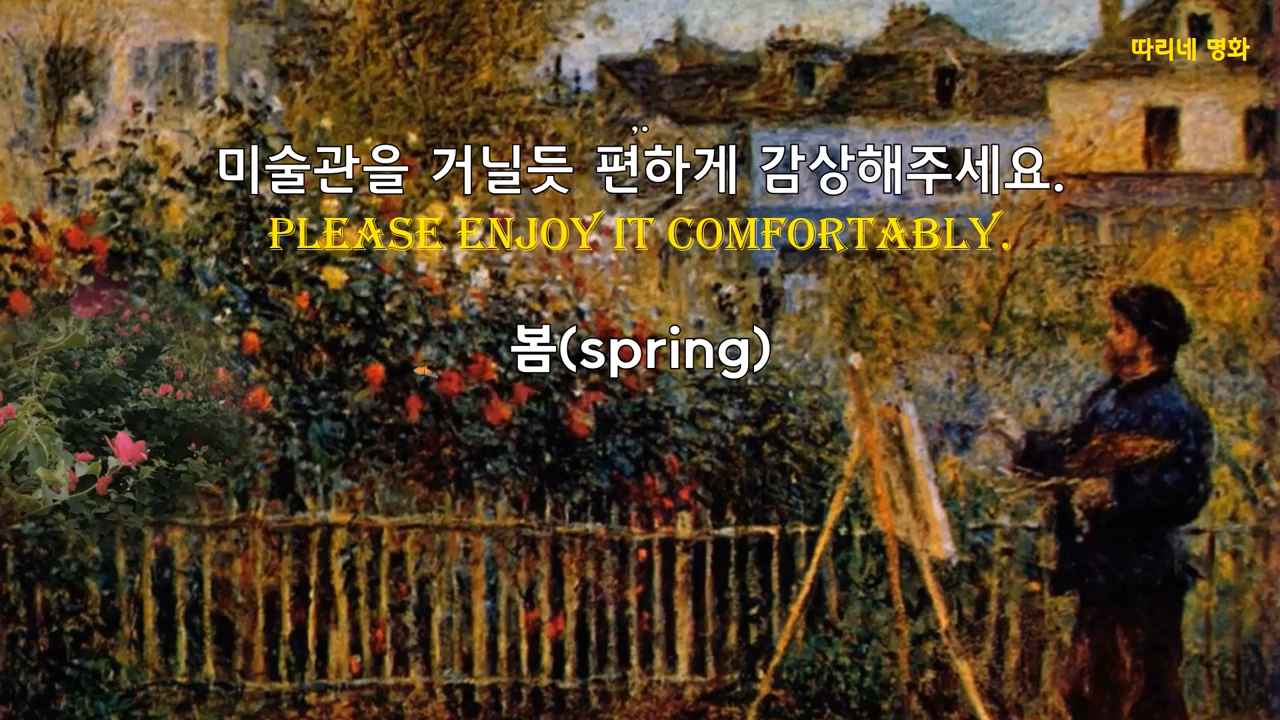 따리네 명화
미술관을 거닐듯 편하게 감상해주세요.
PLEASE ENJOY IT COMFORTABLY.
봄(spring)